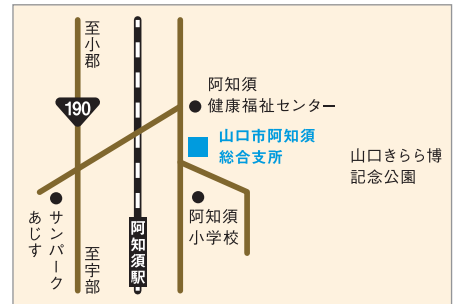 至小郡
190
阿知須
健康福祉センター
山口市阿知須
総合支所
山口きらら博
記念公園
阿知須
小学校
阿知須駅
サンパーク
あじす
至宇部